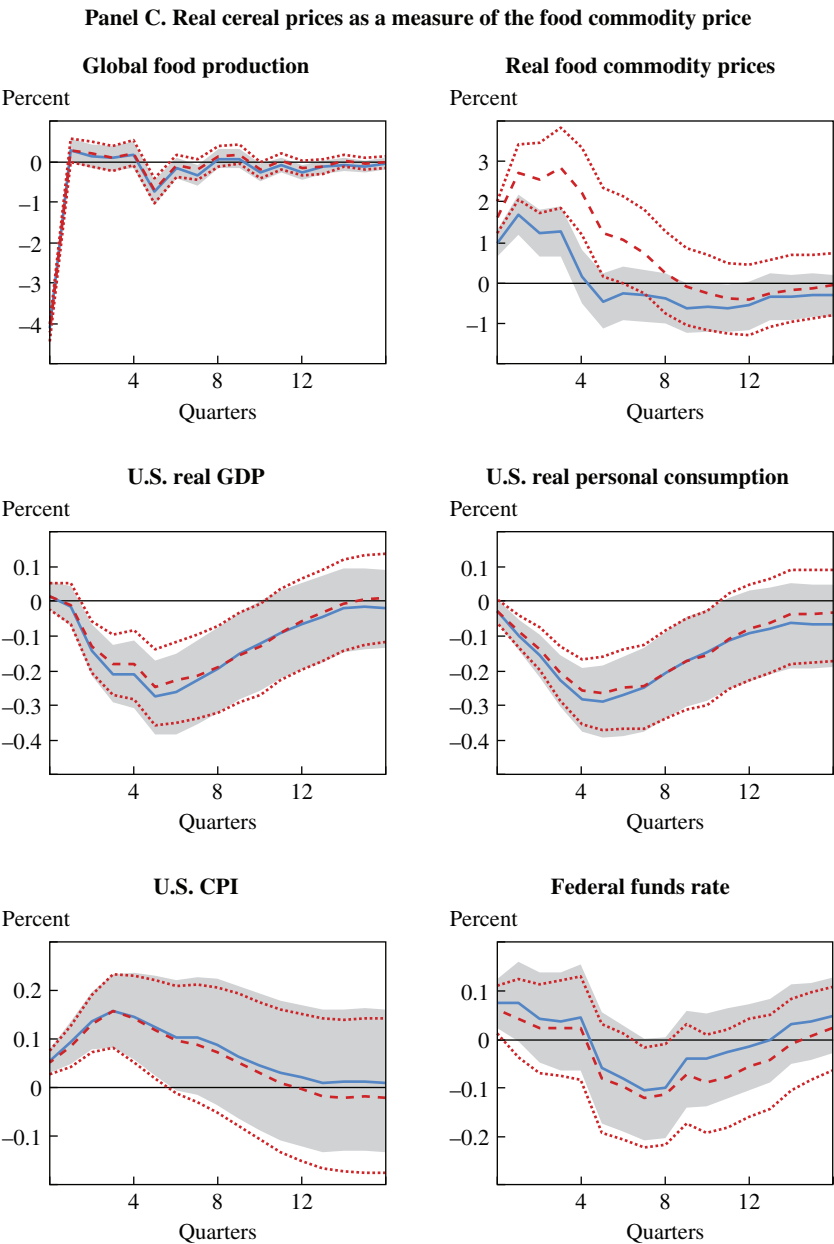 Panel C. Real cereal prices as a measure of the food commodity price
Global food production
Percent
0
–1
–2
–3
–4
4 8 12
Quarters
Real food commodity prices
Percent
3
2
1
0
–1
4 8 12
Quarters
U.S. real GDP
Percent
0.1
0
–0.1
–0.2
–0.3
–0.4
4 8 12
Quarters
U.S. real personal consumption
Percent
0.1
0
–0.1
–0.2
–0.3
–0.4
4 8 12
Quarters
U.S. CPI
Percent
0.2
0.1
0
–0.1
4 8 12
Quarters
Federal funds rate
Percent
0.1
0
–0.1
–0.2
4 8 12
Quarters